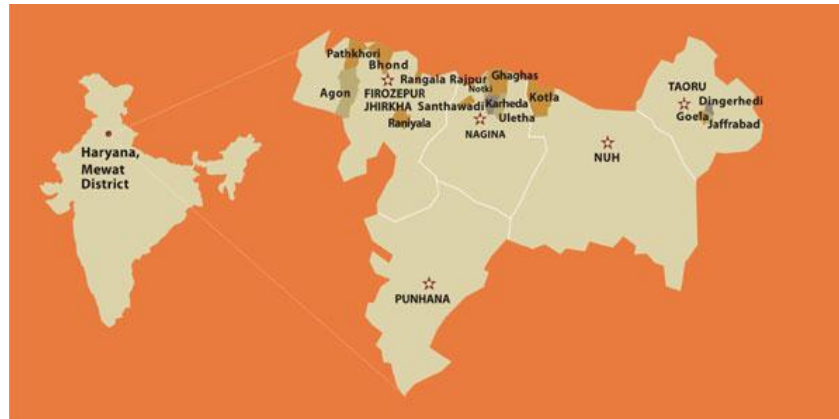 Haryana,
Mewat
District
Pathkhori
Bhond
Agon
FIROZEPUR
JHIRKHA
Raniyala
Rangala Rajpur
Ghaghas
Notki
Santhawadi
Karheda
Kotla
Uletha
NAGINA
NUH
TAORU
Dingerhedi
Goela
Jaffrabad
PUNHANA